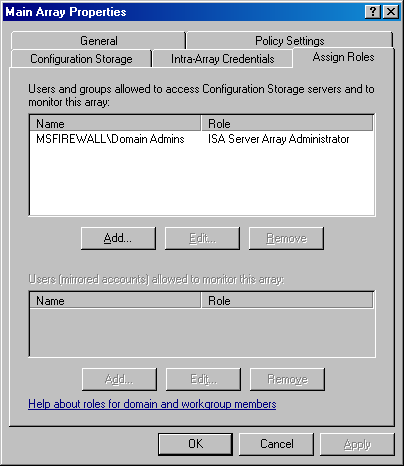 Main Array Properties
General
Policy Settings
Configuration Storage
Intra-Array Credentials
Assign Roles
Users and groups allowed to access Configuration Storage servers and to
monitor this array:
Name
Role
MSFIREWALL\Domain Admins
ISA Server Array Administrator
Add...
Edit...
Remove
Users (mirrored accounts) allowed to monitor this array:
Name
Role
Add...
Edit...
Remove
Help about roles for domain and workgroup members
OK
Cancel
Apply